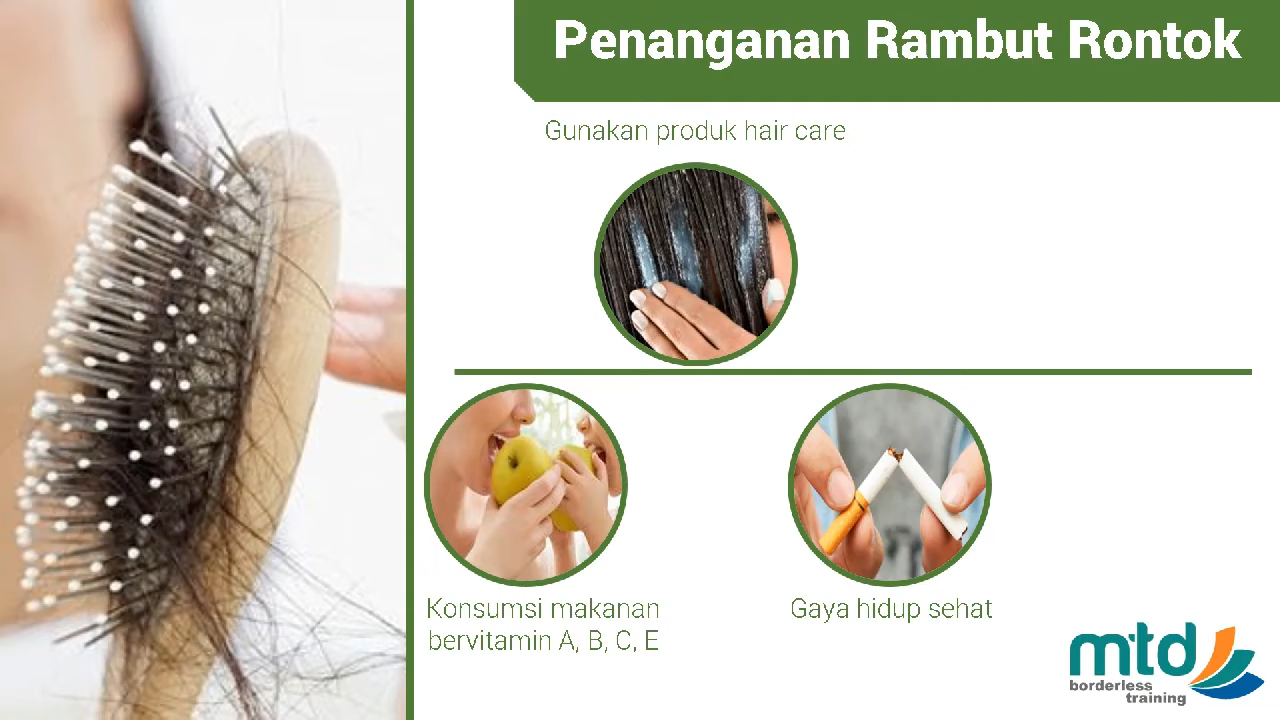 Penanganan Rambut Rontok
Gunakan produk hair care
Konsumsi makanan
bervitamin A, B, C, E
Gaya hidup sehat
mtd
borderless
training